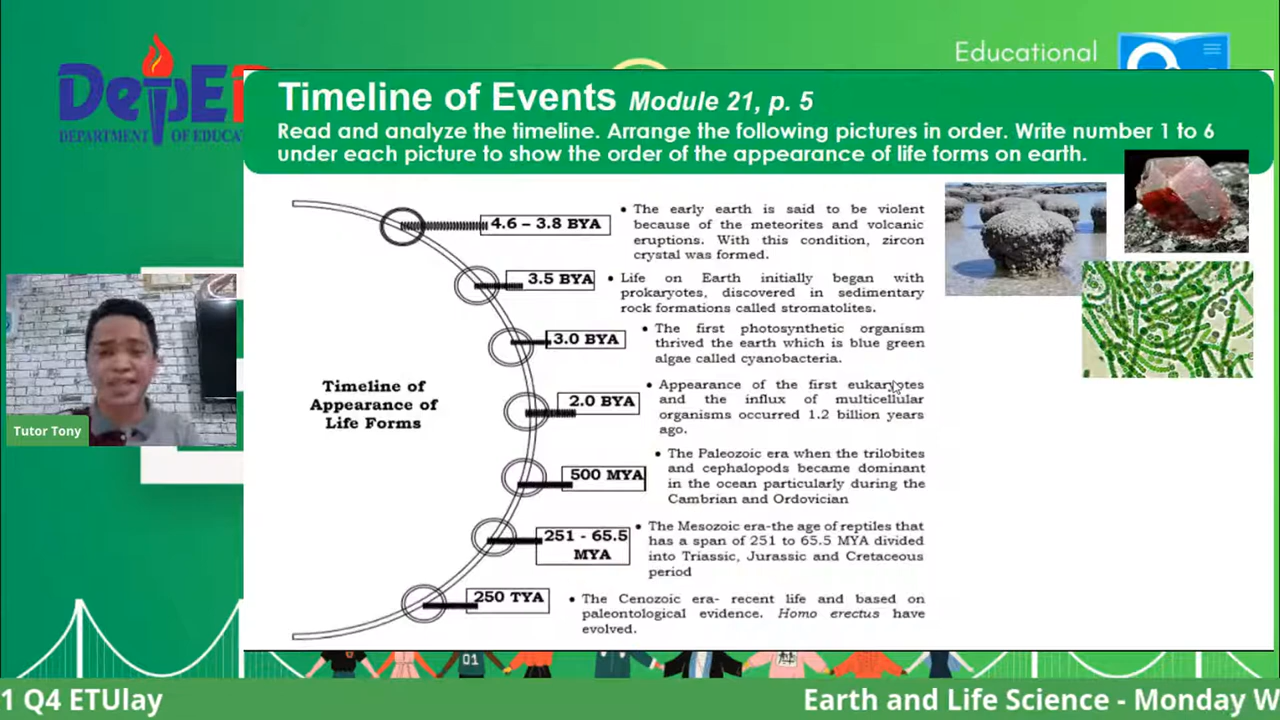 Educational
DepE
DEPARTMENT OF EDUCA
Timeline of Events Module 21, p. 5
Read and analyze the timeline. Arrange the following pictures in order. Write number 1 to 6
under each picture to show the order of the appearance of life forms on earth.
4.6 – 3.8 BYA
• The early earth is said to be violent
because of the meteorites and volcanic
eruptions. With this condition, zircon
crystal was formed.
3.5 BYA
• Life on Earth initially began with
prokaryotes, discovered in sedimentary
rock formations called stromatolites.
3.0 BYA
• The first photosynthetic organism
thrived the earth which is blue green
algae called cyanobacteria.
Timeline of
Appearance of
Life Forms
2.0 BYA
• Appearance of the first eukaryotes
and the influx of multicellular
organisms occurred 1.2 billion years
ago.
500 MYA
• The Paleozoic era when the trilobites
and cephalopods became dominant
in the ocean particularly during the
Cambrian and Ordovician
251 - 65.5
MYA
• The Mesozoic era-the age of reptiles that
has a span of 251 to 65.5 MYA divided
into Triassic, Jurassic and Cretaceous
period
250 TYA
• The Cenozoic era- recent life and based on
paleontological evidence. Homo erectus have
evolved.
Tutor Tony
01
1 Q4 ETUlay
Earth and Life Science - Monday W